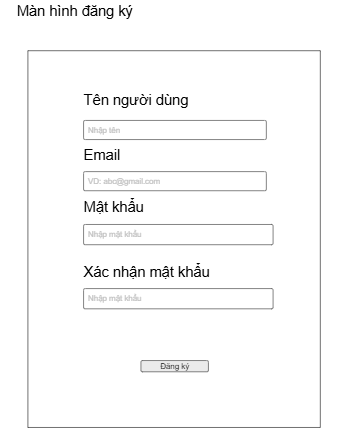 Màn hình đăng ký
Tên người dùng
Nhập tên
Email
VD: abc@gmail.com
Mật khẩu
Nhập mật khẩu
Xác nhận mật khẩu
Nhập mật khẩu
Đăng ký